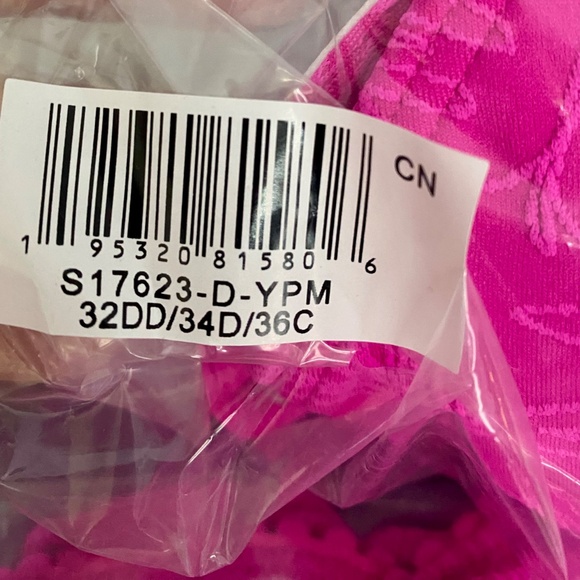 CN
1 95320 81580 6
S17623-D-YPM
32DD/34D/36C